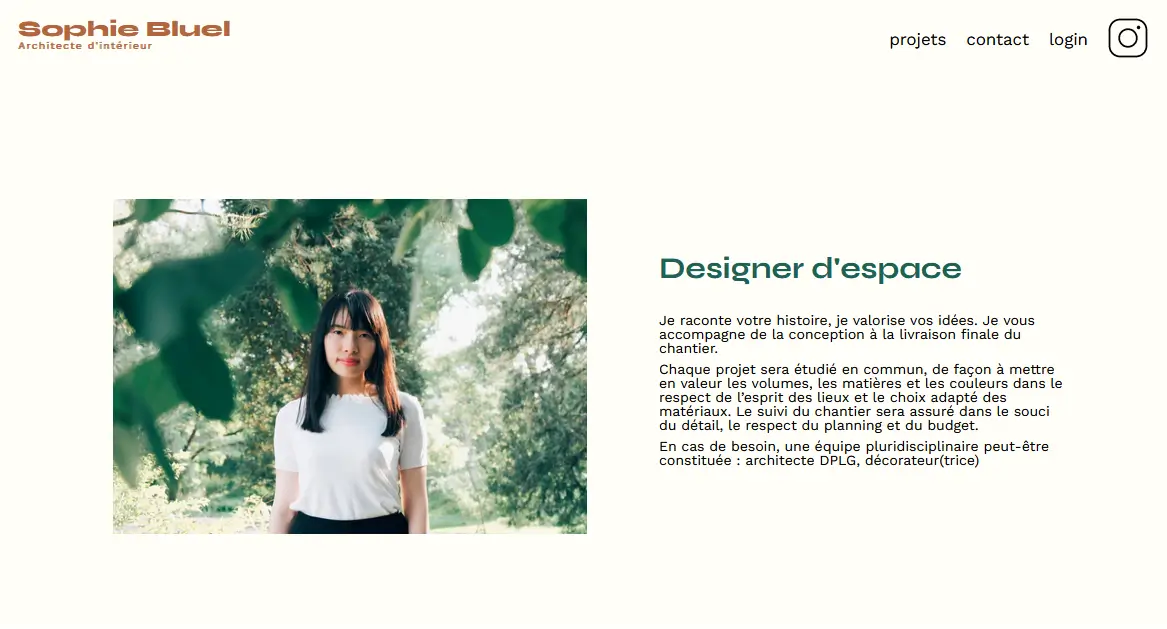 Sophie Bluel
Architecte d'intérieur
projets contact login
Designer d'espace
Je raconte votre histoire, je valorise vos idées. Je vous
accompagne de la conception à la livraison finale du
chantier.
Chaque projet sera étudié en commun, de façon à mettre
en valeur les volumes, les matières et les couleurs dans le
respect de l’esprit des lieux et le choix adapté des
matériaux. Le suivi du chantier sera assuré dans le souci
du détail, le respect du planning et du budget.
En cas de besoin, une équipe pluridisciplinaire peut-être
constituée : architecte DPLG, décorateur(trice)